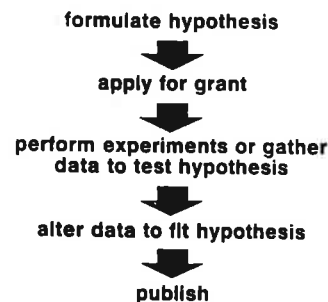 formulate hypothesis
apply for grant
perform experiments or gather
data to test hypothesis
alter data to fit hypothesis
publish